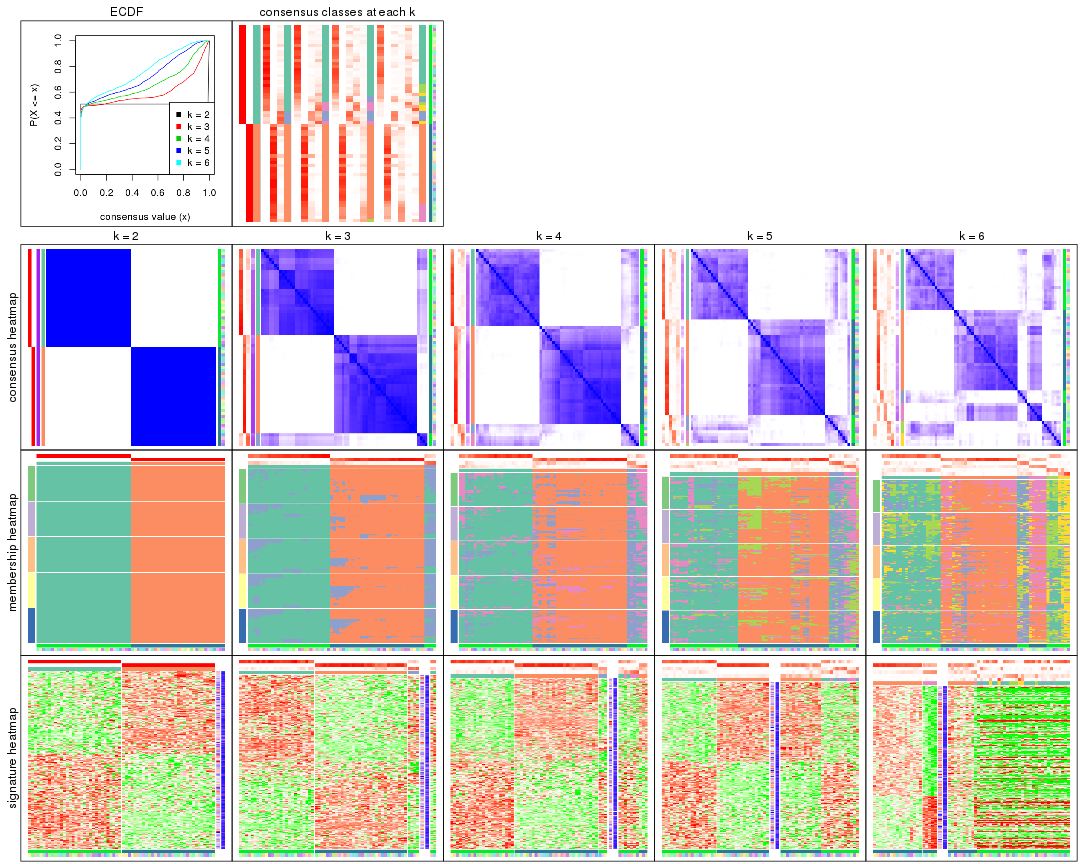 ECDF
consensus classes at each k
P(X <= x)
0.0 0.2 0.4 0.6 0.8 1.0
k = 2
k = 3
k = 4
k = 5
k = 6
0.0 0.2 0.4 0.6 0.8 1.0
consensus value (x)
k = 2
k = 3
k = 4
k = 5
k = 6
consensus heatmap
membership heatmap
signature heatmap